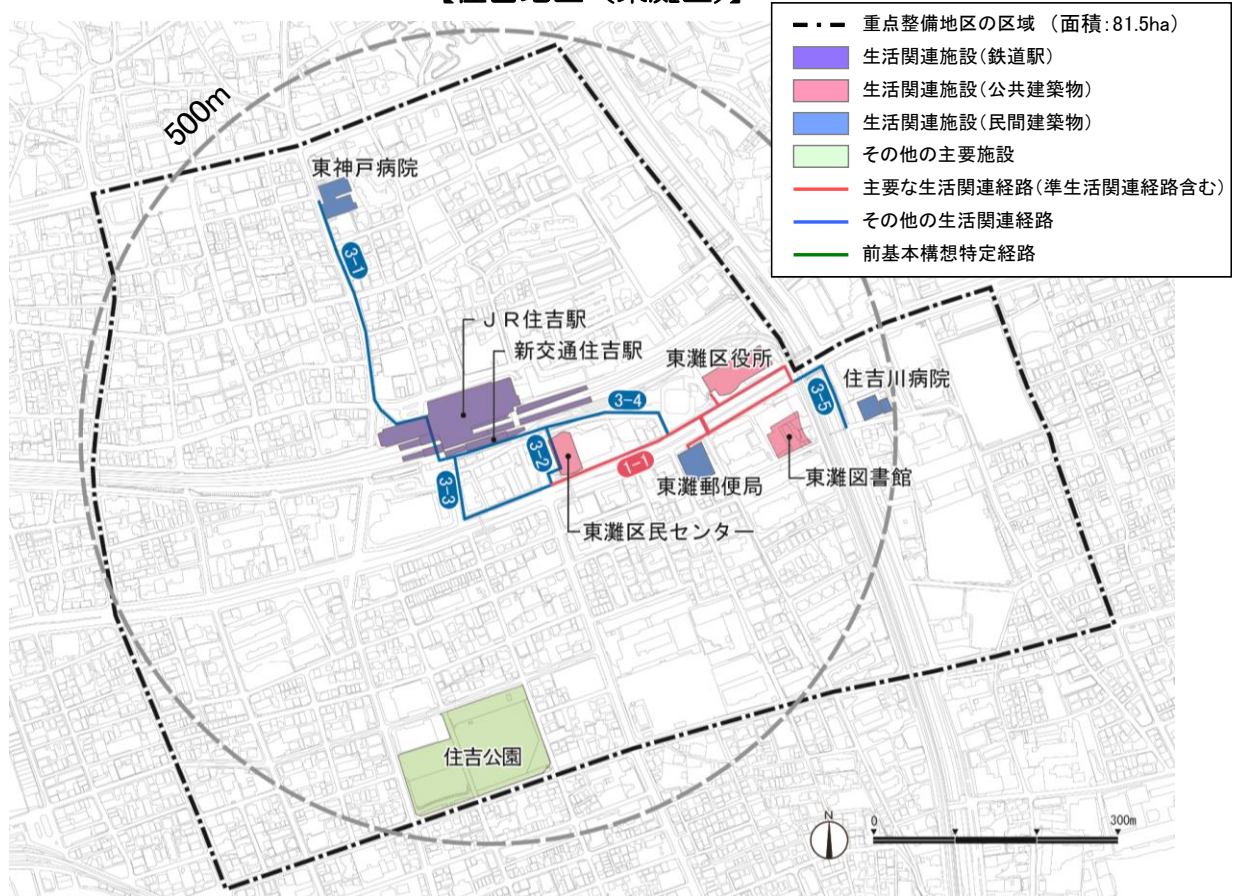 【住吉地区（東灘区）】
重点整備地区の区域 （面積：81.5ha）
生活関連施設（鉄道駅）
生活関連施設（公共建築物）
生活関連施設（民間建築物）
その他の主要施設
主要な生活関連経路（準生活関連経路含む）
その他の生活関連経路
前基本構想特定経路
500m
東神戸病院
3-1
ＪＲ住吉駅
新交通住吉駅
東灘区役所
住吉川病院
3-4
3-5
3-2
1-1
3-3
東灘郵便局
東灘図書館
東灘区民センター
住吉公園
N
0
300m